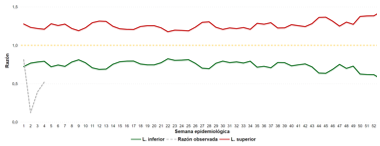 Razón
1,5
1,0
0,5
0,0
1 2 3 4 5 6 7 8 9 10 11 12 13 14 15 16 17 18 19 20 21 22 23 24 25 26 27 28 29 30 31 32 33 34 35 36 37 38 39 40 41 42 43 44 45 46 47 48 49 50 51 52
Semana epidemiológica
L. inferior Razón observada L. superior